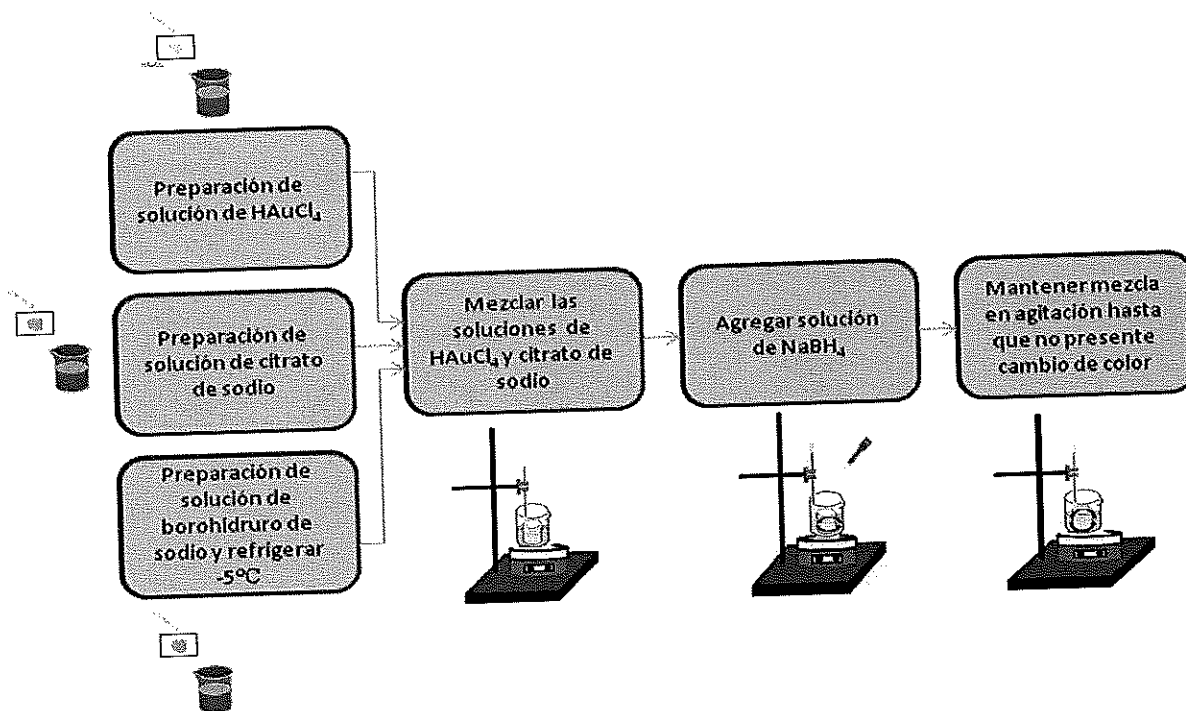 Preparación de
solución de HAuCl₄
Preparación de
solución de citrato
de sodio
Preparación de
solución de
borohidruro de
sodio y refrigerar
-5°C
Mezclar las
soluciones de
HAuCl₄ y citrato de
sodio
Agregar solución
de NaBH₄
Mantener mezcla
en agitación hasta
que no presente
cambio de color